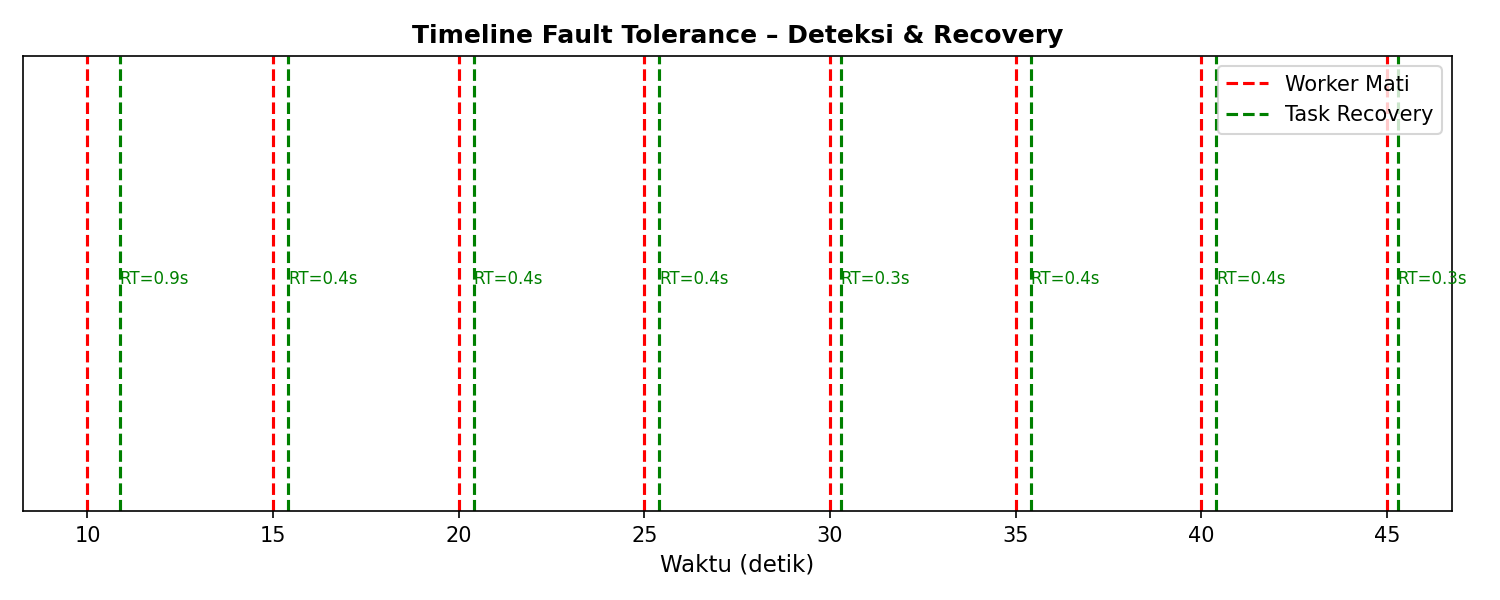 Timeline Fault Tolerance – Deteksi & Recovery
Worker Mati
Task Recovery
RT=0.9s
RT=0.4s
RT=0.4s
RT=0.4s
RT=0.3s
RT=0.4s
RT=0.4s
RT=0.3s
10 15 20 25 30 35 40 45
Waktu (detik)